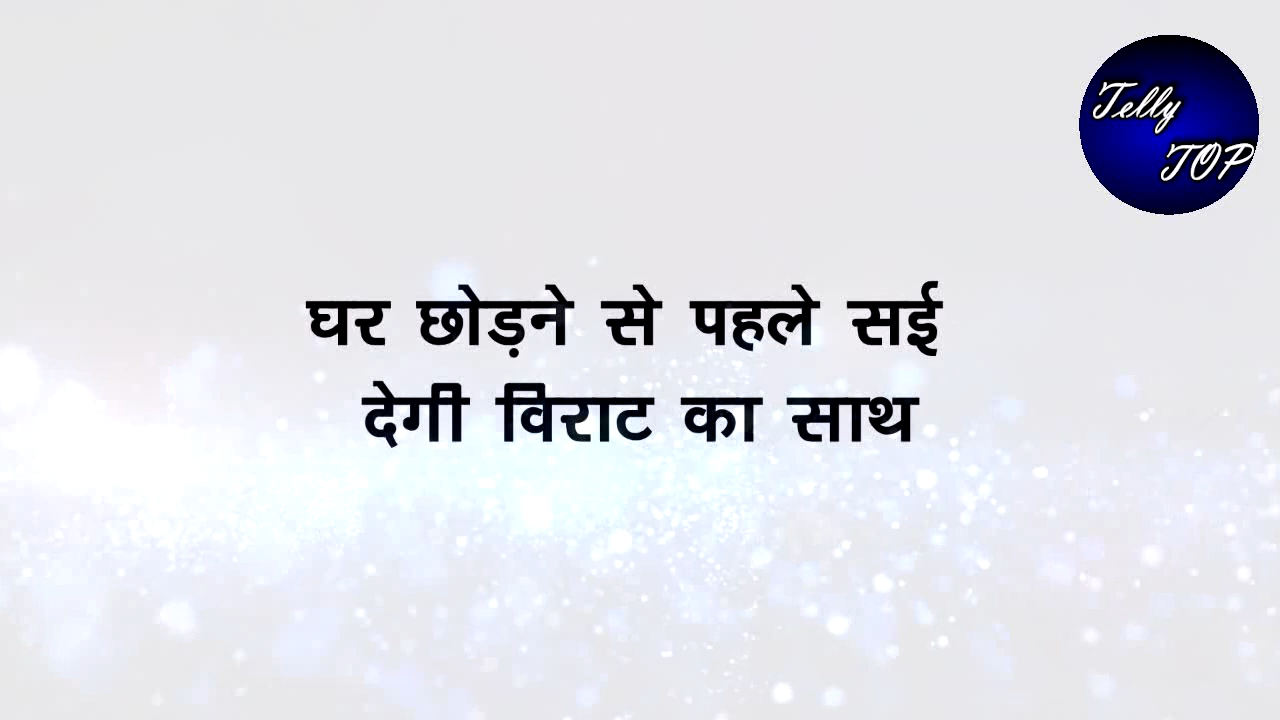 Telly
TOP
घर छोड़ने से पहले सई
देगी विराट का साथ